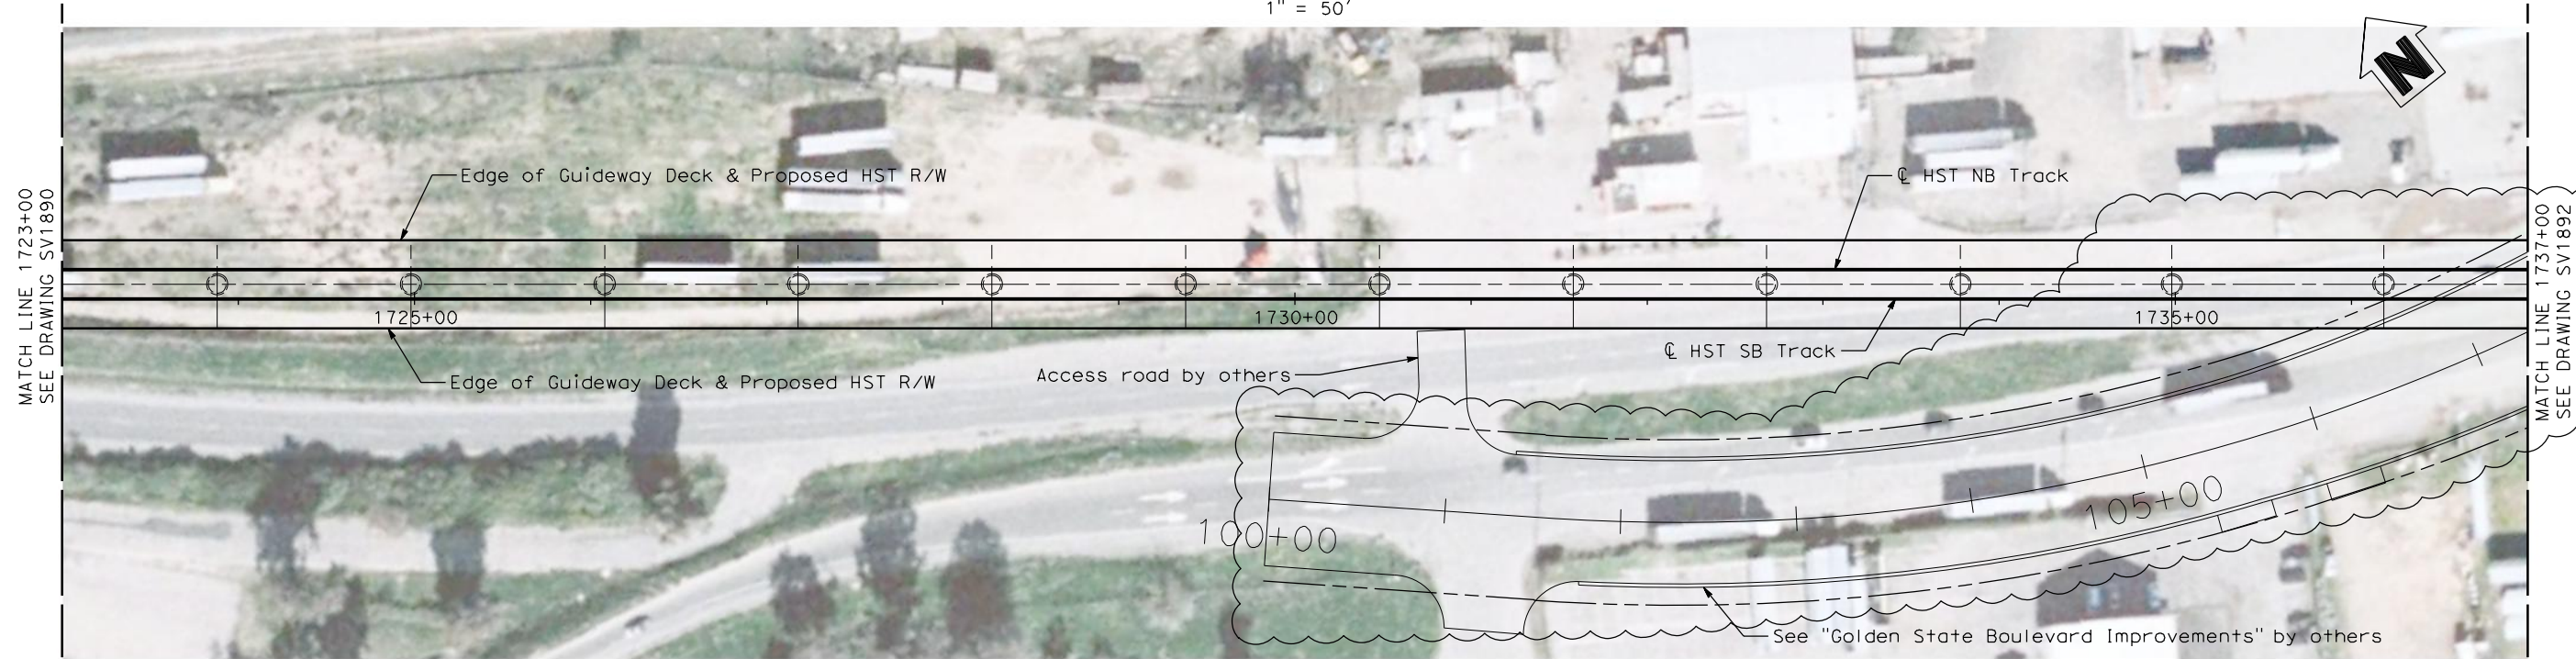 1" = 50'
N
MATCH LINE 1723+00
SEE DRAWING SV1890
Edge of Guideway Deck & Proposed HST R/W
℄ HST NB Track
1725+00
1730+00
1735+00
℄ HST SB Track
Access road by others
Edge of Guideway Deck & Proposed HST R/W
100+00
105+00
See "Golden State Boulevard Improvements" by others
MATCH LINE 1737+00
SEE DRAWING SV1892